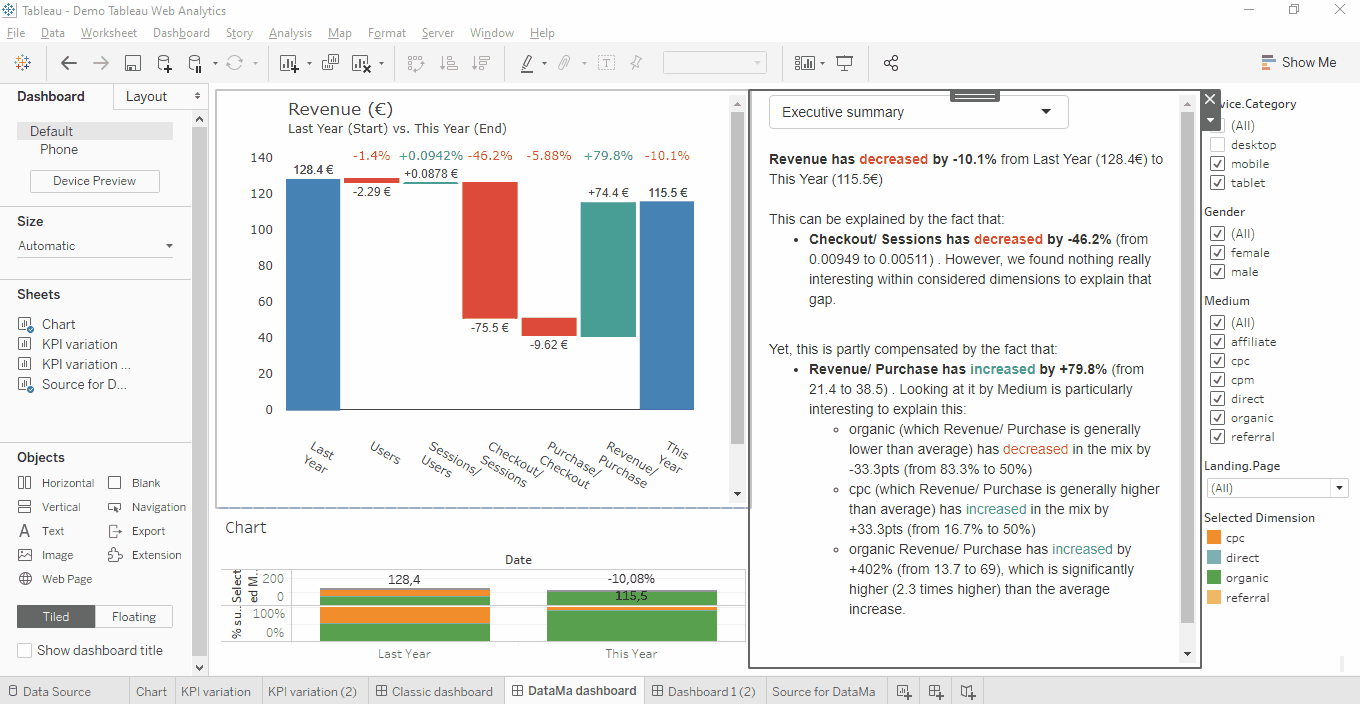 Tableau - Demo Tableau Web Analytics
File Data Worksheet Dashboard Story Analysis Map Format Server Window Help
Show Me
Dashboard Layout
Default
Phone
Device Preview
Size
Automatic
Sheets
Chart
KPI variation
KPI variation ...
Source for D...
Objects
Horizontal Blank
Vertical Navigation
Text Export
Image Extension
Web Page
Tiled Floating
Show dashboard title
Revenue (€)
Last Year (Start) vs. This Year (End)
-1.4% +0.0942% -46.2% -5.88% +79.8% -10.1%
140
120
100
80
60
40
20
0
128.4 €
-2.29 €
+0.0878 €
-75.5 €
-9.62 €
+74.4 €
115.5 €
Last Year
Users
Sessions/ Users
Checkout/ Sessions
Purchase/ Checkout
Revenue/ Purchase
This Year
Chart
Date
Select
ed M..
200
0
128,4
-10,08%
115,5
% su..
100%
0%
Last Year
This Year
Executive summary
Revenue has decreased by -10.1% from Last Year (128.4€) to
This Year (115.5€)
This can be explained by the fact that:
• Checkout/ Sessions has decreased by -46.2% (from
0.00949 to 0.00511) . However, we found nothing really
interesting within considered dimensions to explain that
gap.
Yet, this is partly compensated by the fact that:
• Revenue/ Purchase has increased by +79.8% (from
21.4 to 38.5) . Looking at it by Medium is particularly
interesting to explain this:
◦ organic (which Revenue/ Purchase is generally
lower than average) has decreased in the mix by
-33.3pts (from 83.3% to 50%)
◦ cpc (which Revenue/ Purchase is generally higher
than average) has increased in the mix by
+33.3pts (from 16.7% to 50%)
◦ organic Revenue/ Purchase has increased by
+402% (from 13.7 to 69), which is significantly
higher (2.3 times higher) than the average
increase.
vice.Category
(All)
desktop
mobile
tablet
Gender
(All)
female
male
Medium
(All)
affiliate
cpc
cpm
direct
organic
referral
Landing.Page
(All)
Selected Dimension
cpc
direct
organic
referral
Data Source Chart KPI variation KPI variation (2) Classic dashboard DataMa dashboard Dashboard 1 (2) Source for DataMa